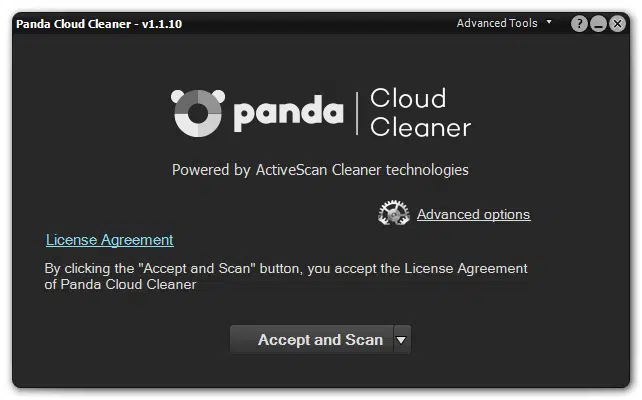 Panda Cloud Cleaner - v1.1.10
Advanced Tools
?
panda
Cloud
Cleaner
Powered by ActiveScan Cleaner technologies
Advanced options
License Agreement
By clicking the "Accept and Scan" button, you accept the License Agreement
of Panda Cloud Cleaner
Accept and Scan